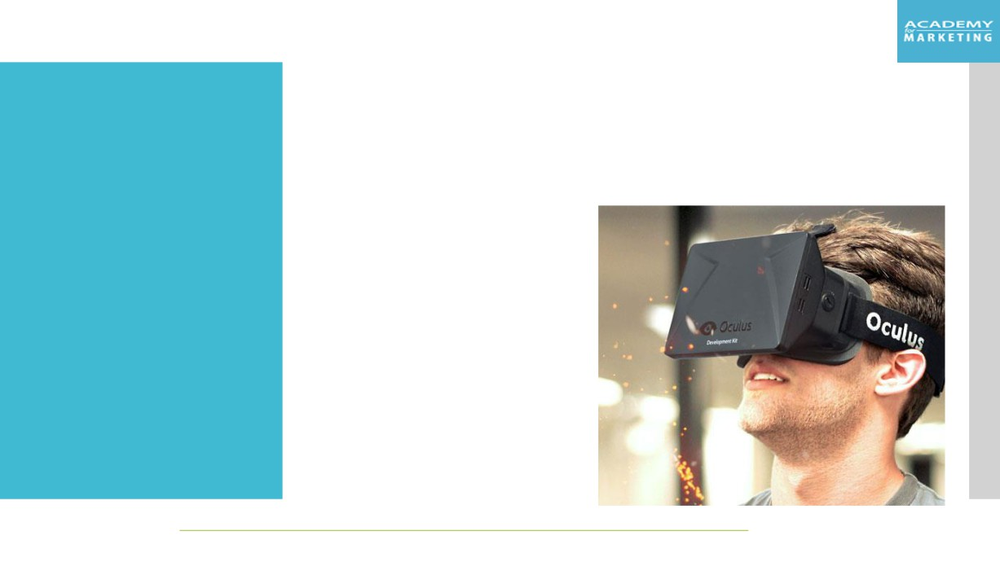 ACADEMY
for
MARKETING
Oculus
Development Kit
Oculus